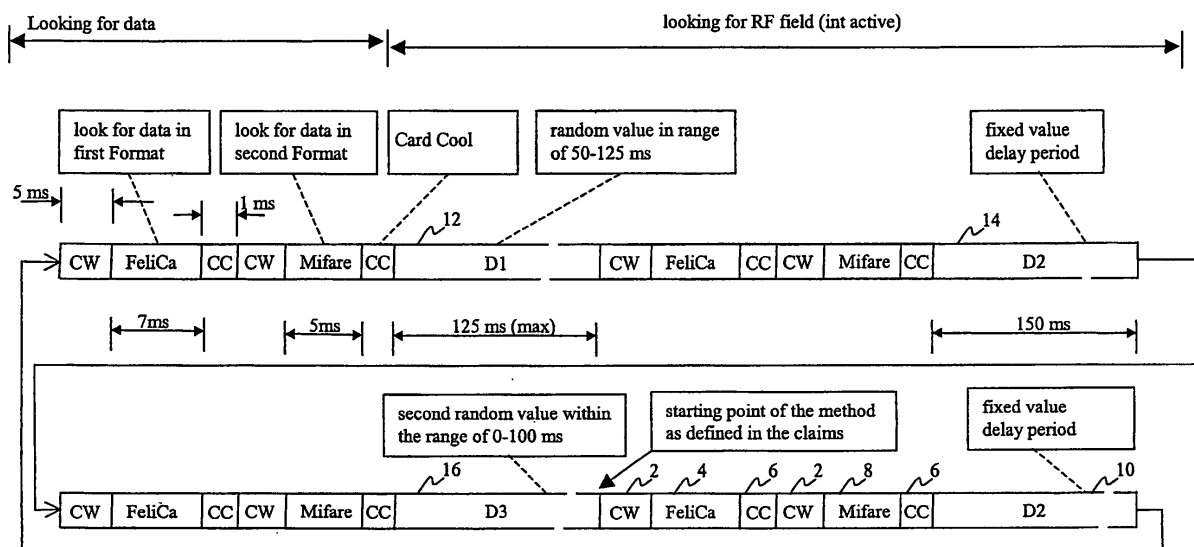 Looking for data
looking for RF field (int active)
look for data in
first Format
look for data in
second Format
Card Cool
random value in range
of 50-125 ms
fixed value
delay period
5 ms
1 ms
12
14
CW FeliCa CC CW Mifare CC D1 CW FeliCa CC CW Mifare CC D2
7ms
5ms
125 ms (max)
150 ms
second random value within
the range of 0-100 ms
starting point of the method
as defined in the claims
fixed value
delay period
16
2
4
6
2
8
6
10
CW FeliCa CC CW Mifare CC D3 CW FeliCa CC CW Mifare CC D2